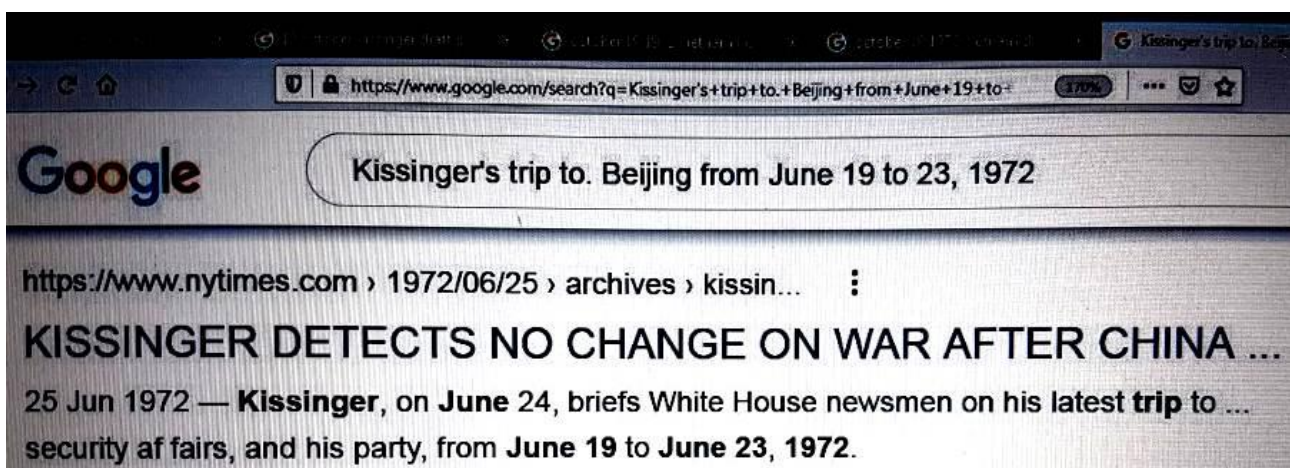 Kissinger's trip to, Beij
https://www.google.com/search?q=Kissinger's+trip+to.+Beijing+from+June+19+to
170%
Google
Kissinger's trip to. Beijing from June 19 to 23, 1972
https://www.nytimes.com › 1972/06/25 › archives › kissin...
KISSINGER DETECTS NO CHANGE ON WAR AFTER CHINA ...
25 Jun 1972 — Kissinger, on June 24, briefs White House newsmen on his latest trip to ...
security af fairs, and his party, from June 19 to June 23, 1972.